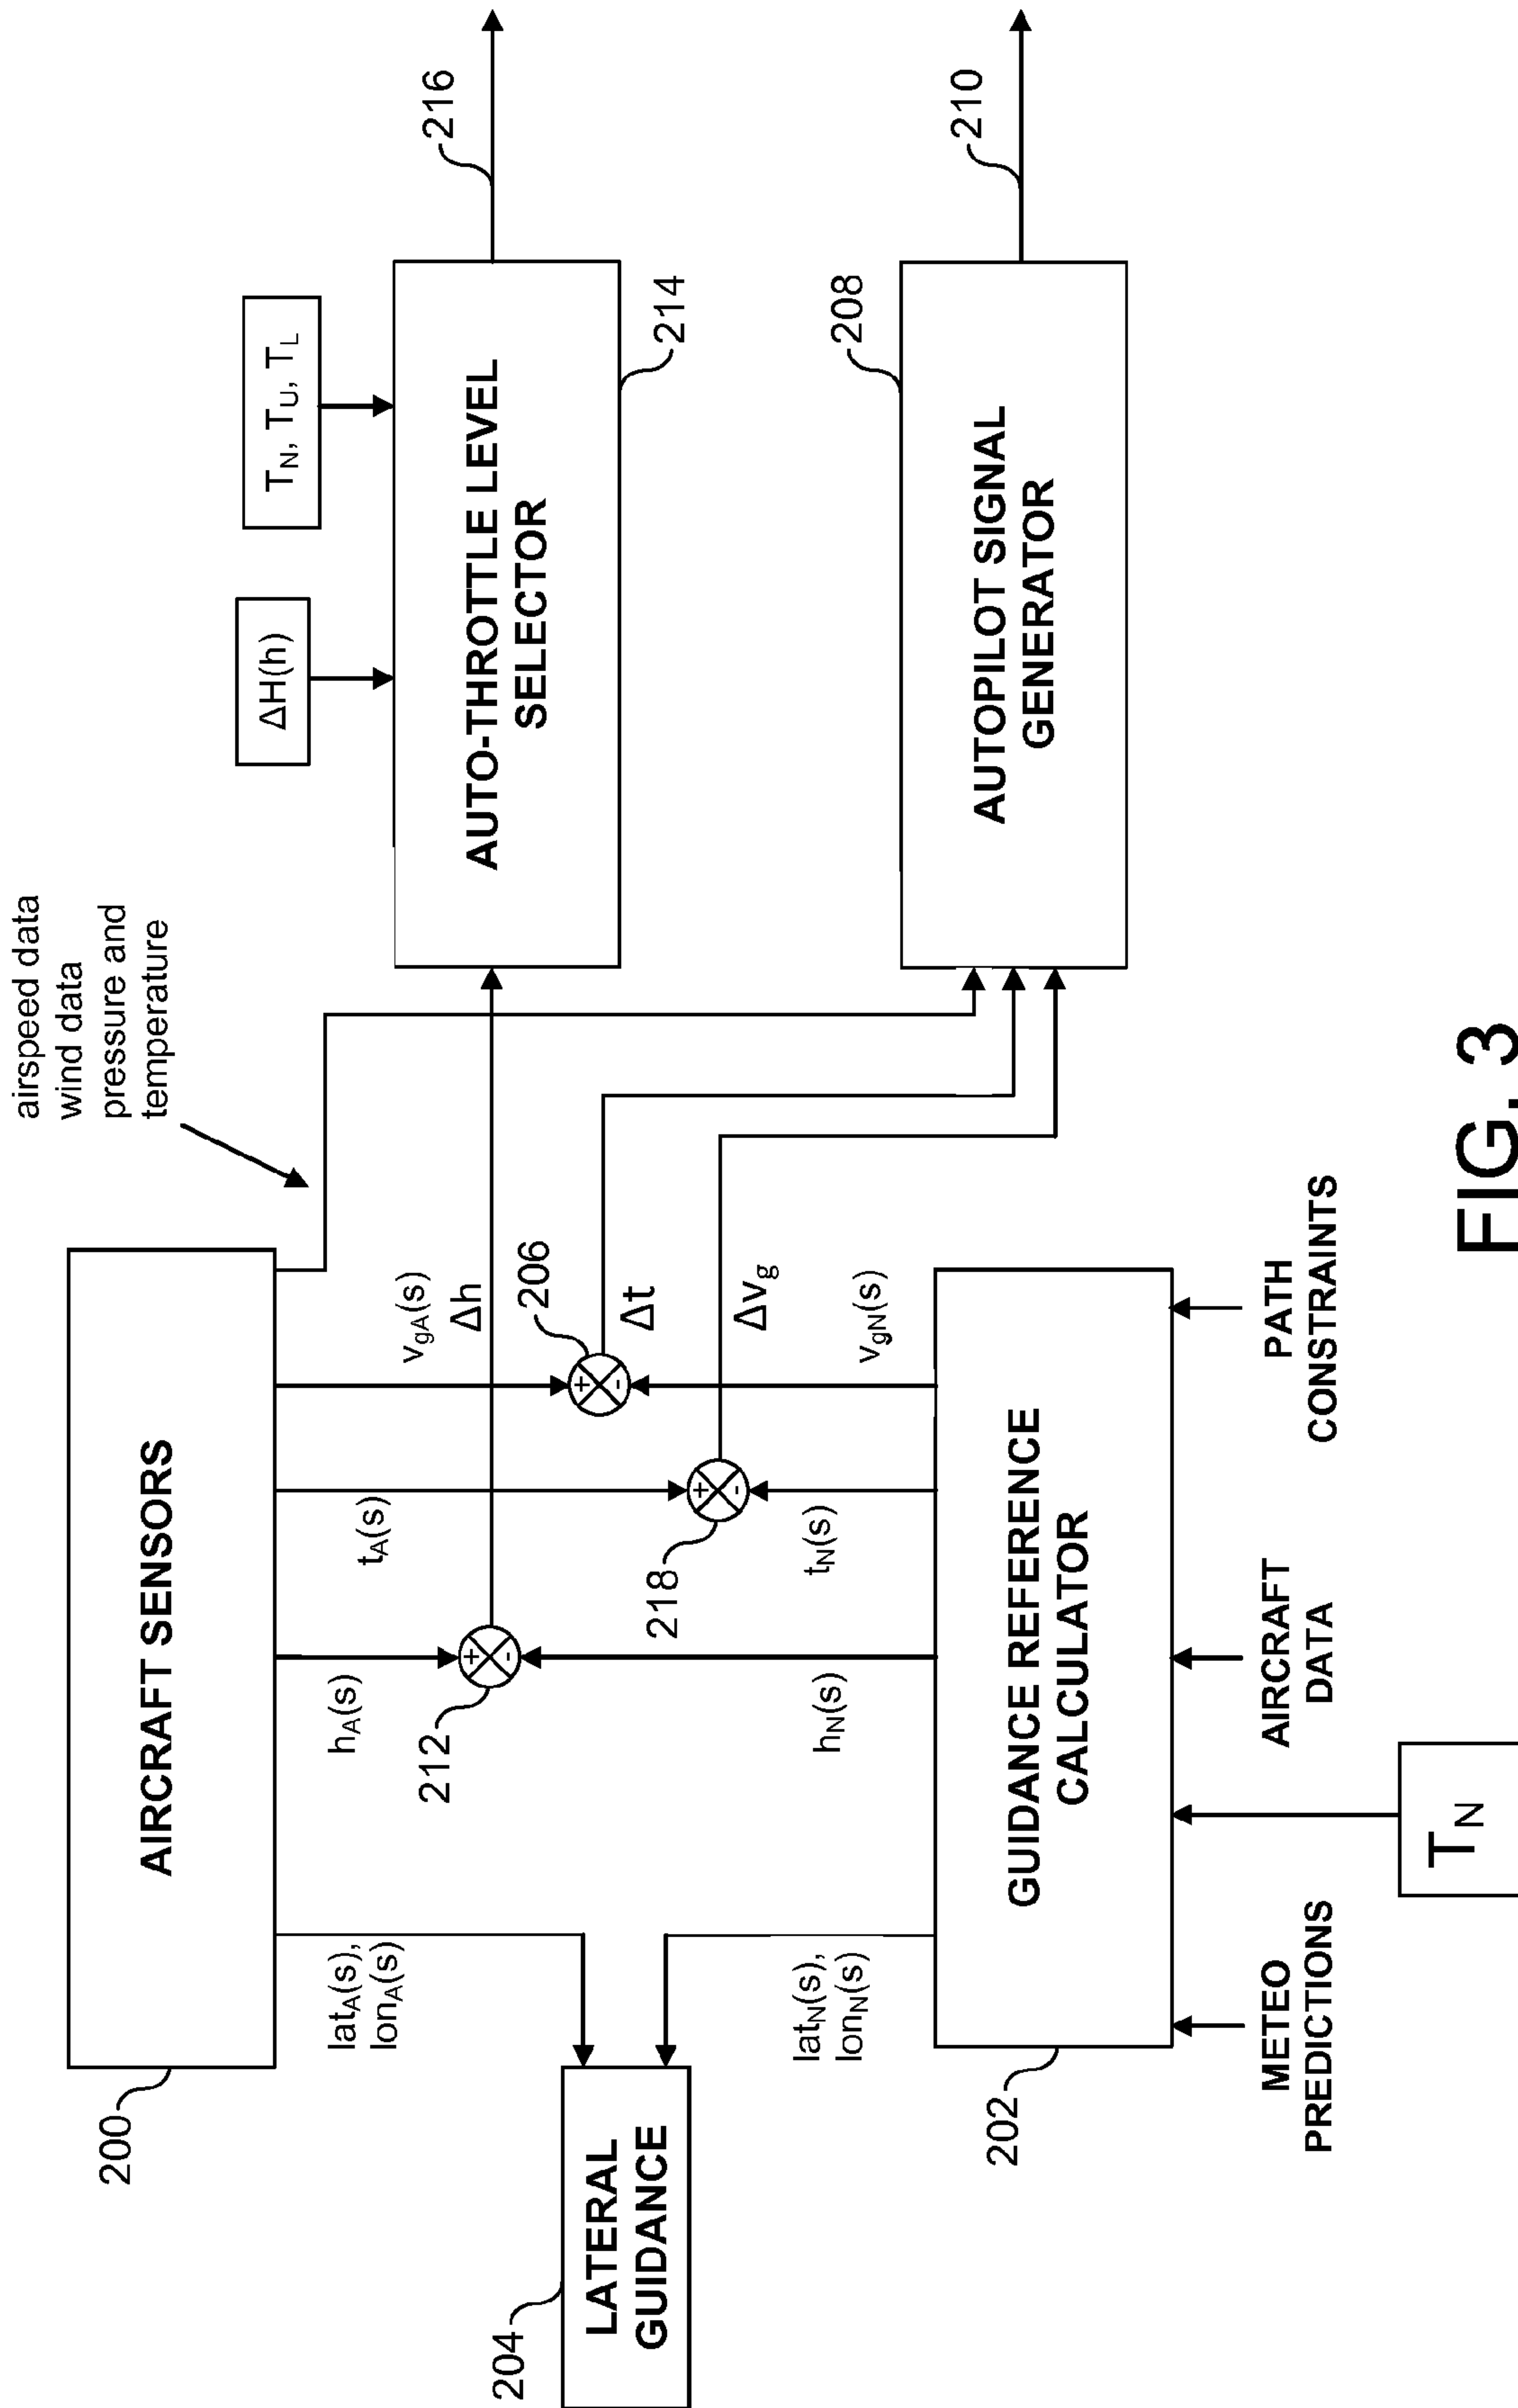 airspeed data
wind data
pressure and
temperature
200
AIRCRAFT SENSORS
ΔH(h)
T_N, T_U, T_L
AUTO-THROTTLE LEVEL
SELECTOR
214
216
lat_A(s),
lon_A(s)
h_A(s)
t_A(s)
v_gA(s)
Δh
212
+
-
206
+
-
Δt
218
+
-
Δv_g
204
LATERAL
GUIDANCE
lat_N(s),
lon_N(s)
h_N(s)
t_N(s)
v_gN(s)
208
AUTOPILOT SIGNAL
GENERATOR
210
202
GUIDANCE REFERENCE
CALCULATOR
METEO
PREDICTIONS
T_N
AIRCRAFT
DATA
PATH
CONSTRAINTS
FIG. 3